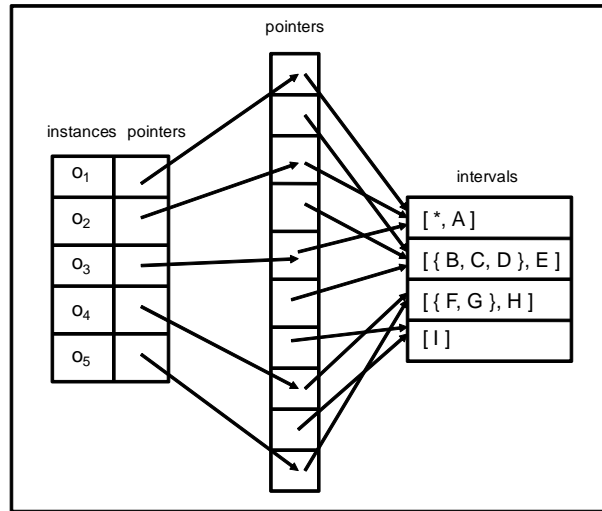 pointers
instances pointers
intervals
o1
o2
o3
o4
o5
[ *, A ]
[ { B, C, D }, E ]
[ { F, G }, H ]
[ I ]